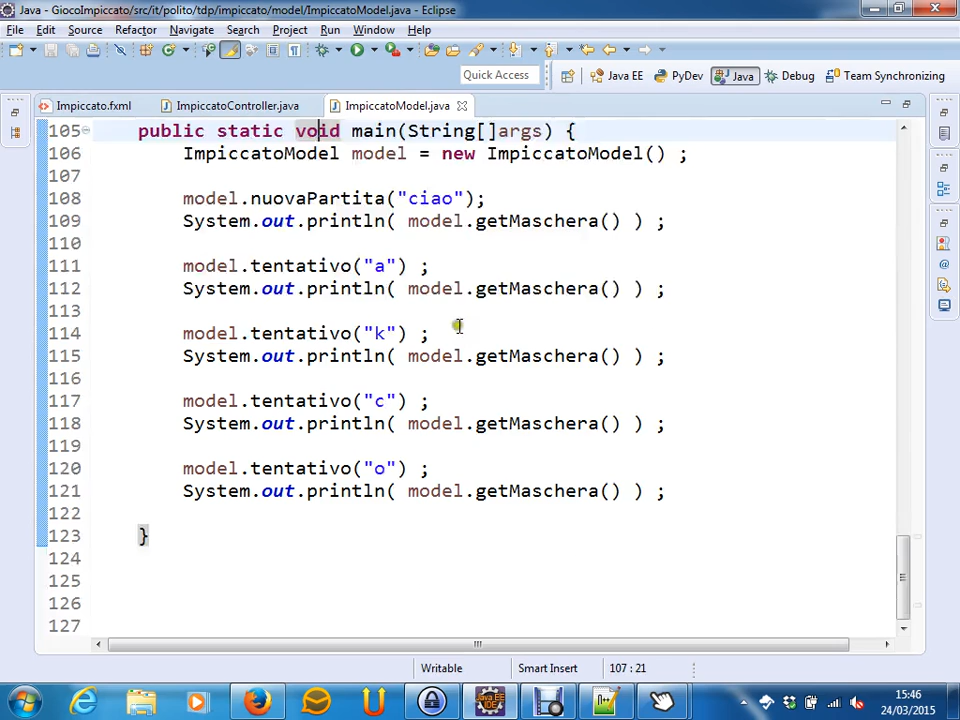 Java - GiocoImpiccato/src/it/polito/tdp/impiccato/model/ImpiccatoModel.java - Eclipse
File Edit Source Refactor Navigate Search Project Run Window Help
Quick Access Java EE PyDev Java Debug Team Synchronizing
Impiccato.fxml ImpiccatoController.java ImpiccatoModel.java
105 public static void main(String[]args) {
106 ImpiccatoModel model = new ImpiccatoModel() ;
107
108 model.nuovaPartita("ciao");
109 System.out.println( model.getMaschera() ) ;
110
111 model.tentativo("a") ;
112 System.out.println( model.getMaschera() ) ;
113
114 model.tentativo("k") ;
115 System.out.println( model.getMaschera() ) ;
116
117 model.tentativo("c") ;
118 System.out.println( model.getMaschera() ) ;
119
120 model.tentativo("o") ;
121 System.out.println( model.getMaschera() ) ;
122
123 }
124
125
126
127
Writable Smart Insert 107 : 21
15:46
24/03/2015